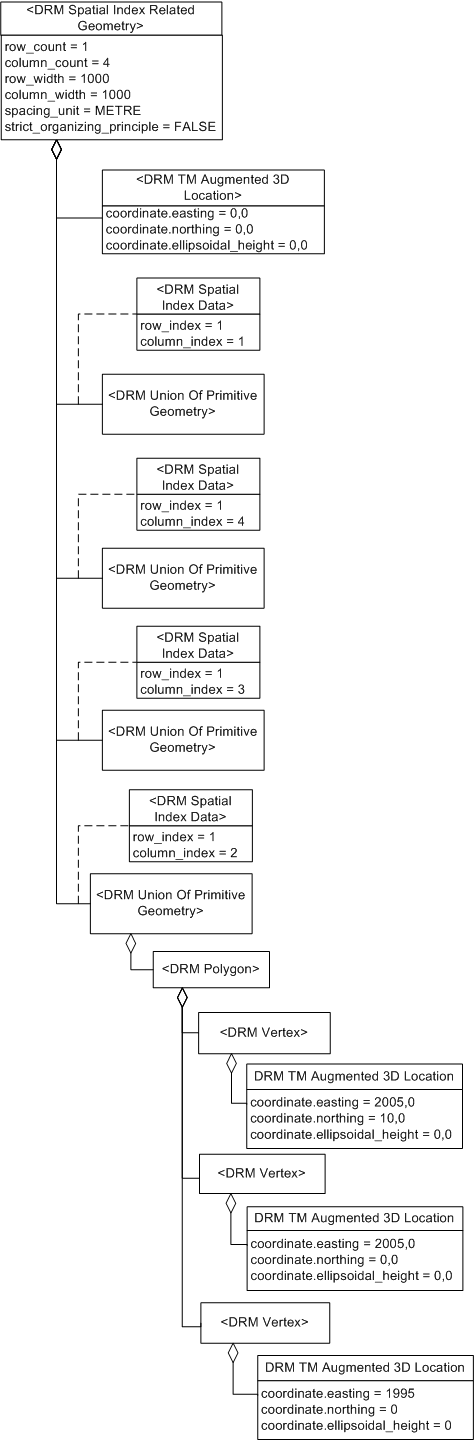 <DRM Spatial Index Related
Geometry>
row_count = 1
column_count = 4
row_width = 1000
column_width = 1000
spacing_unit = METRE
strict_organizing_principle = FALSE
<DRM TM Augmented 3D
Location>
coordinate.easting = 0,0
coordinate.northing = 0,0
coordinate.ellipsoidal_height = 0,0
<DRM Spatial
Index Data>
row_index = 1
column_index = 1
<DRM Union Of Primitive
Geometry>
<DRM Spatial
Index Data>
row_index = 1
column_index = 4
<DRM Union Of Primitive
Geometry>
<DRM Spatial
Index Data>
row_index = 1
column_index = 3
<DRM Union Of Primitive
Geometry>
<DRM Spatial
Index Data>
row_index = 1
column_index = 2
<DRM Union Of Primitive
Geometry>
<DRM Polygon>
<DRM Vertex>
DRM TM Augmented 3D Location
coordinate.easting = 2005,0
coordinate.northing = 10,0
coordinate.ellipsoidal_height = 0,0
<DRM Vertex>
DRM TM Augmented 3D Location
coordinate.easting = 2005,0
coordinate.northing = 0,0
coordinate.ellipsoidal_height = 0,0
<DRM Vertex>
DRM TM Augmented 3D Location
coordinate.easting = 1995
coordinate.northing = 0
coordinate.ellipsoidal_height = 0